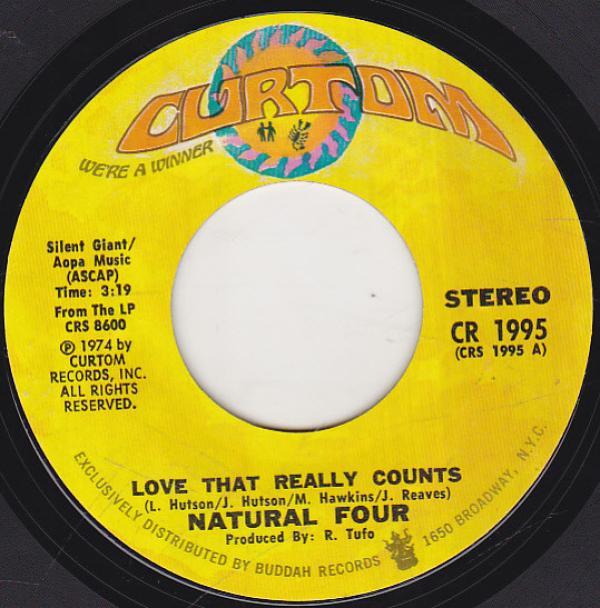 CURTOM
WE'RE A WINNER
Silent Giant/
Aopa Music
(ASCAP)
Time: 3:19
From The LP
CRS 8600
Ⓟ 1974 by
CURTOM
RECORDS, INC.
ALL RIGHTS
RESERVED.
STEREO
CR 1995
(CRS 1995 A)
LOVE THAT REALLY COUNTS
(L. Hutson/J. Hutson/M. Hawkins/J. Reaves)
NATURAL FOUR
Produced By: R. Tufo
EXCLUSIVELY DISTRIBUTED BY BUDDAH RECORDS 1650 BROADWAY, N.Y.C.